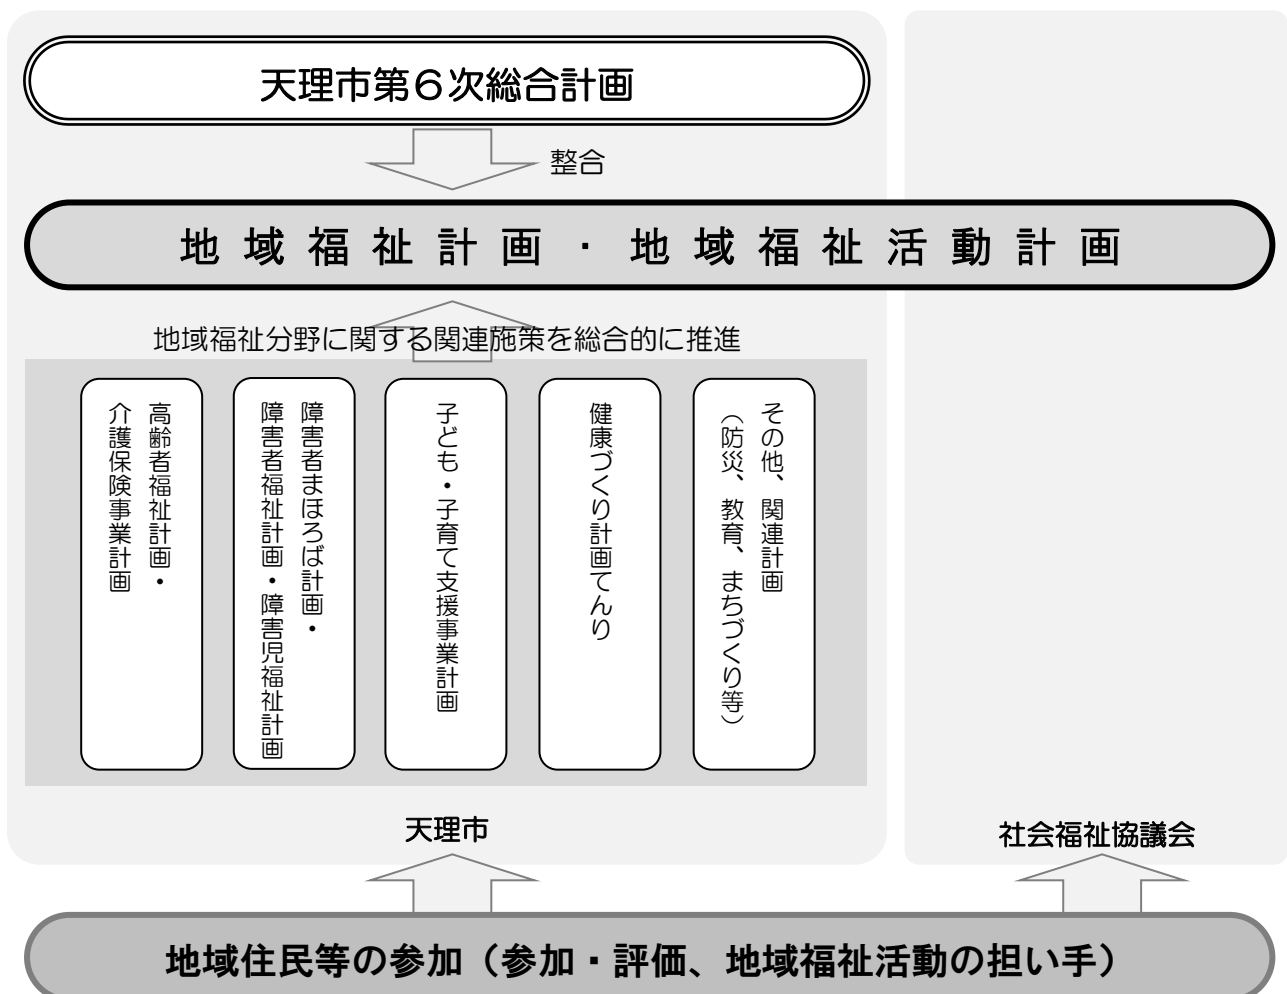 天理市第６次総合計画
整合
地域福祉計画・地域福祉活動計画
地域福祉分野に関する関連施策を総合的に推進
高齢者福祉計画・
介護保険事業計画
障害者まほろば計画・
障害者福祉計画・障害児福祉計画
子ども・子育て支援事業計画
健康づくり計画てんり
その他、関連計画
（防災、教育、まちづくり等）
天理市
社会福祉協議会
地域住民等の参加（参加・評価、地域福祉活動の担い手）